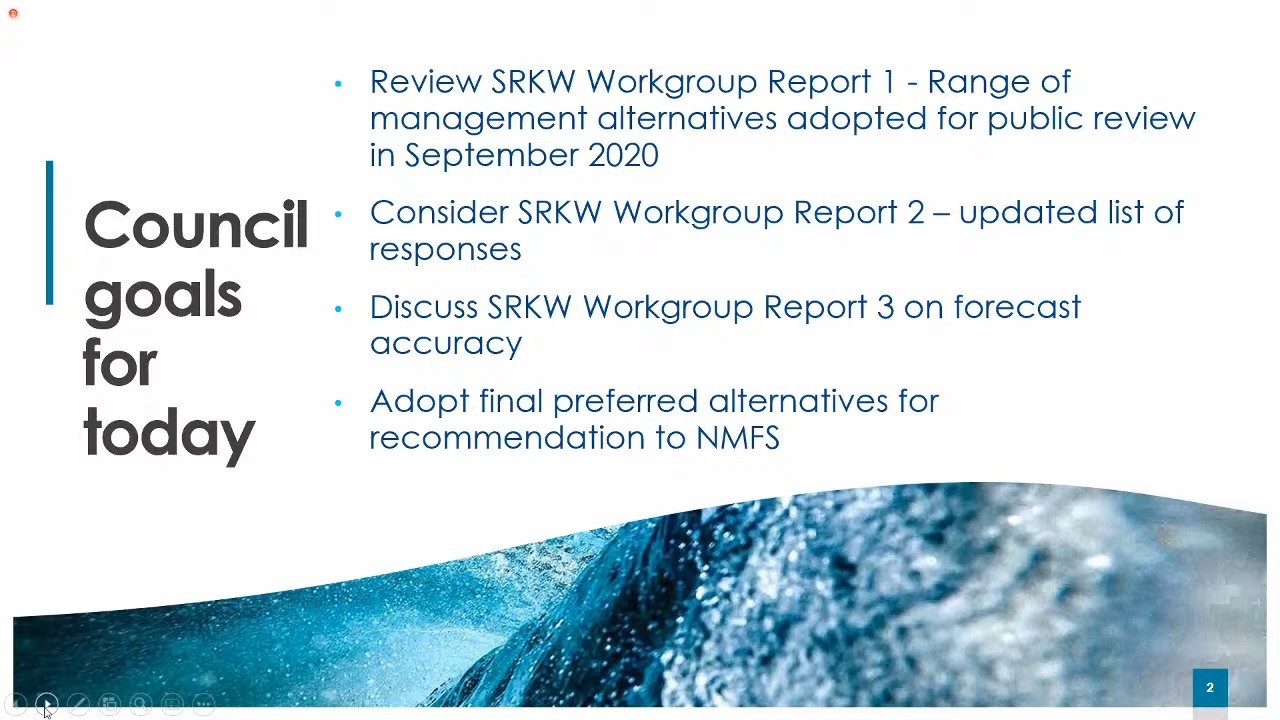 Council
goals
for
today
• Review SRKW Workgroup Report 1 - Range of
management alternatives adopted for public review
in September 2020
• Consider SRKW Workgroup Report 2 – updated list of
responses
• Discuss SRKW Workgroup Report 3 on forecast
accuracy
• Adopt final preferred alternatives for
recommendation to NMFS
2